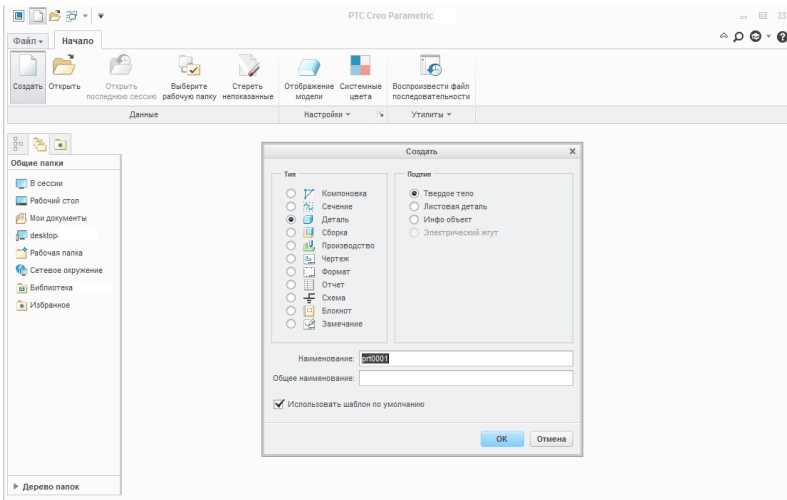 PTC Creo Parametric
Файл
Начало
Создать
Открыть
Открыть
последнюю сессию
Выберите
рабочую папку
Стереть
непоказанные
Отображение
модели
Системные
цвета
Воспроизвести файл
последовательности
Данные
Настройки
Утилиты
Общие папки
В сессии
Рабочий стол
Мои документы
desktop-
Рабочая папка
Сетевое окружение
Библиотека
Избранное
Дерево папок
Создать
Тип
Компоновка
Сечение
Деталь
Сборка
Производство
Чертеж
Формат
Отчет
Схема
Блокнот
Замечание
Подтип
Твердое тело
Листовая деталь
Инфо объект
Электрический жгут
Наименование: prt0001
Общее наименование:
Использовать шаблон по умолчанию
ОК
Отмена